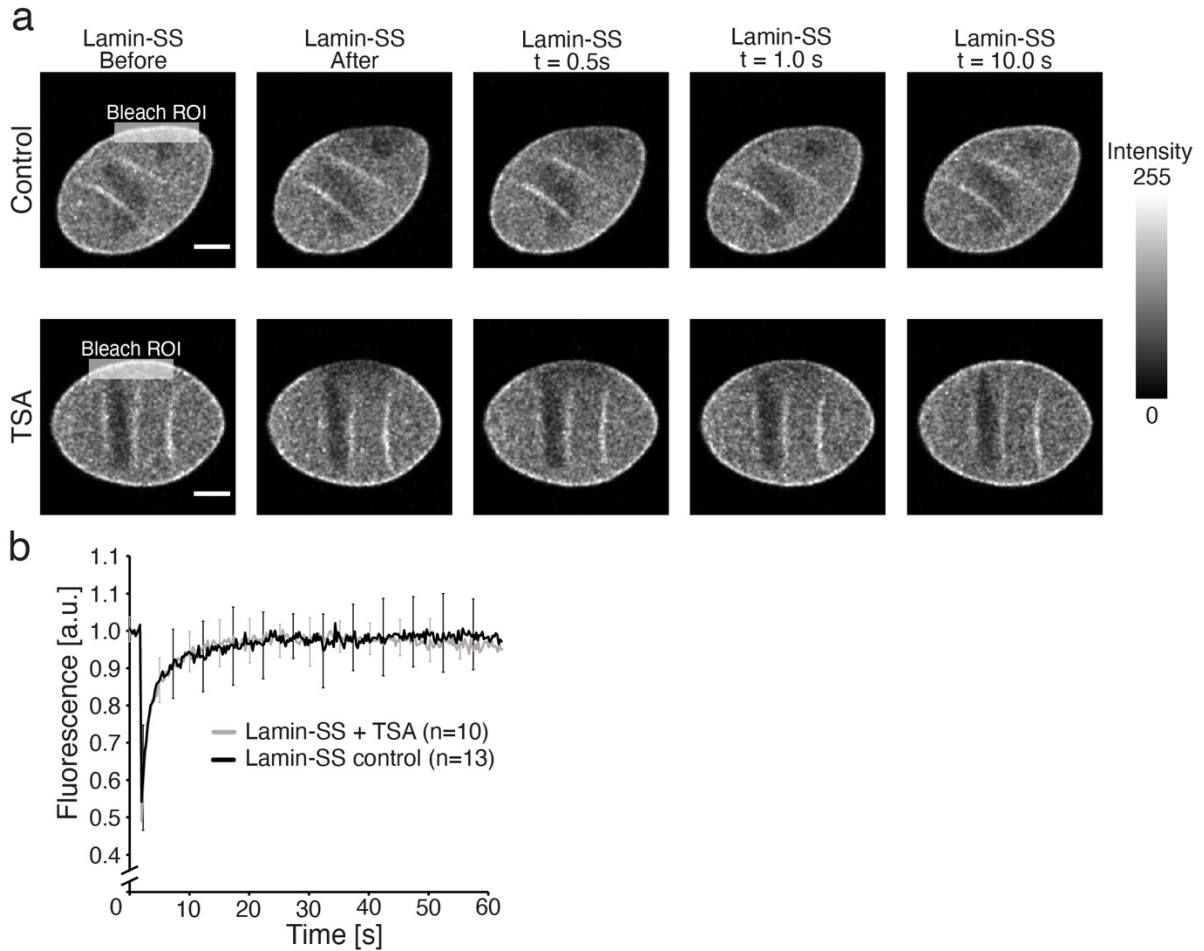 a
Lamin-SS
Before
Lamin-SS
After
Lamin-SS
t = 0.5s
Lamin-SS
t = 1.0 s
Lamin-SS
t = 10.0 s
Control
Bleach ROI
Intensity
255
0
TSA
Bleach ROI
b
Fluorescence [a.u.]
1.1
1.1
1.0
0.9
0.8
0.7
0.6
0.5
0.4
Lamin-SS + TSA (n=10)
Lamin-SS control (n=13)
0 10 20 30 40 50 60
Time [s]